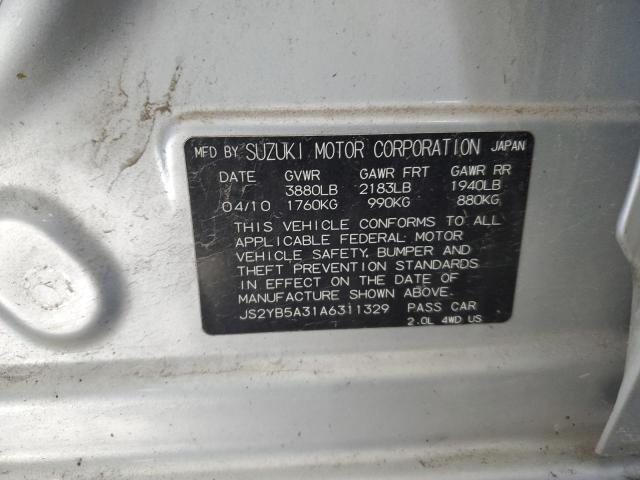 MFD BY SUZUKI MOTOR CORPORATION JAPAN
DATE GVWR GAWR FRT GAWR RR
3880LB 2183LB 1940LB
04/10 1760KG 990KG 880KG
THIS VEHICLE CONFORMS TO ALL
APPLICABLE FEDERAL MOTOR
VEHICLE SAFETY, BUMPER AND
THEFT PREVENTION STANDARDS
IN EFFECT ON THE DATE OF
MANUFACTURE SHOWN ABOVE.
JS2YB5A31A6311329 PASS CAR
2.0L 4WD US